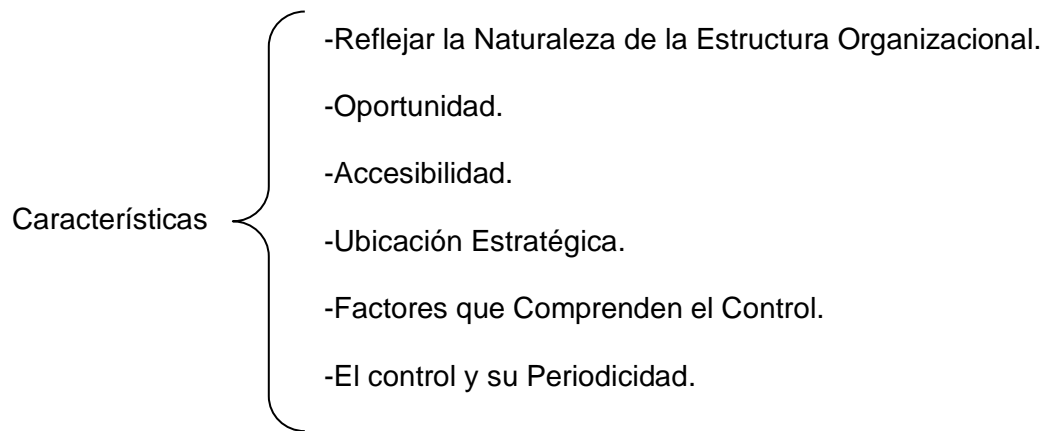 -Reflejar la Naturaleza de la Estructura Organizacional.
-Oportunidad.
-Accesibilidad.
Características
-Ubicación Estratégica.
-Factores que Comprenden el Control.
-El control y su Periodicidad.